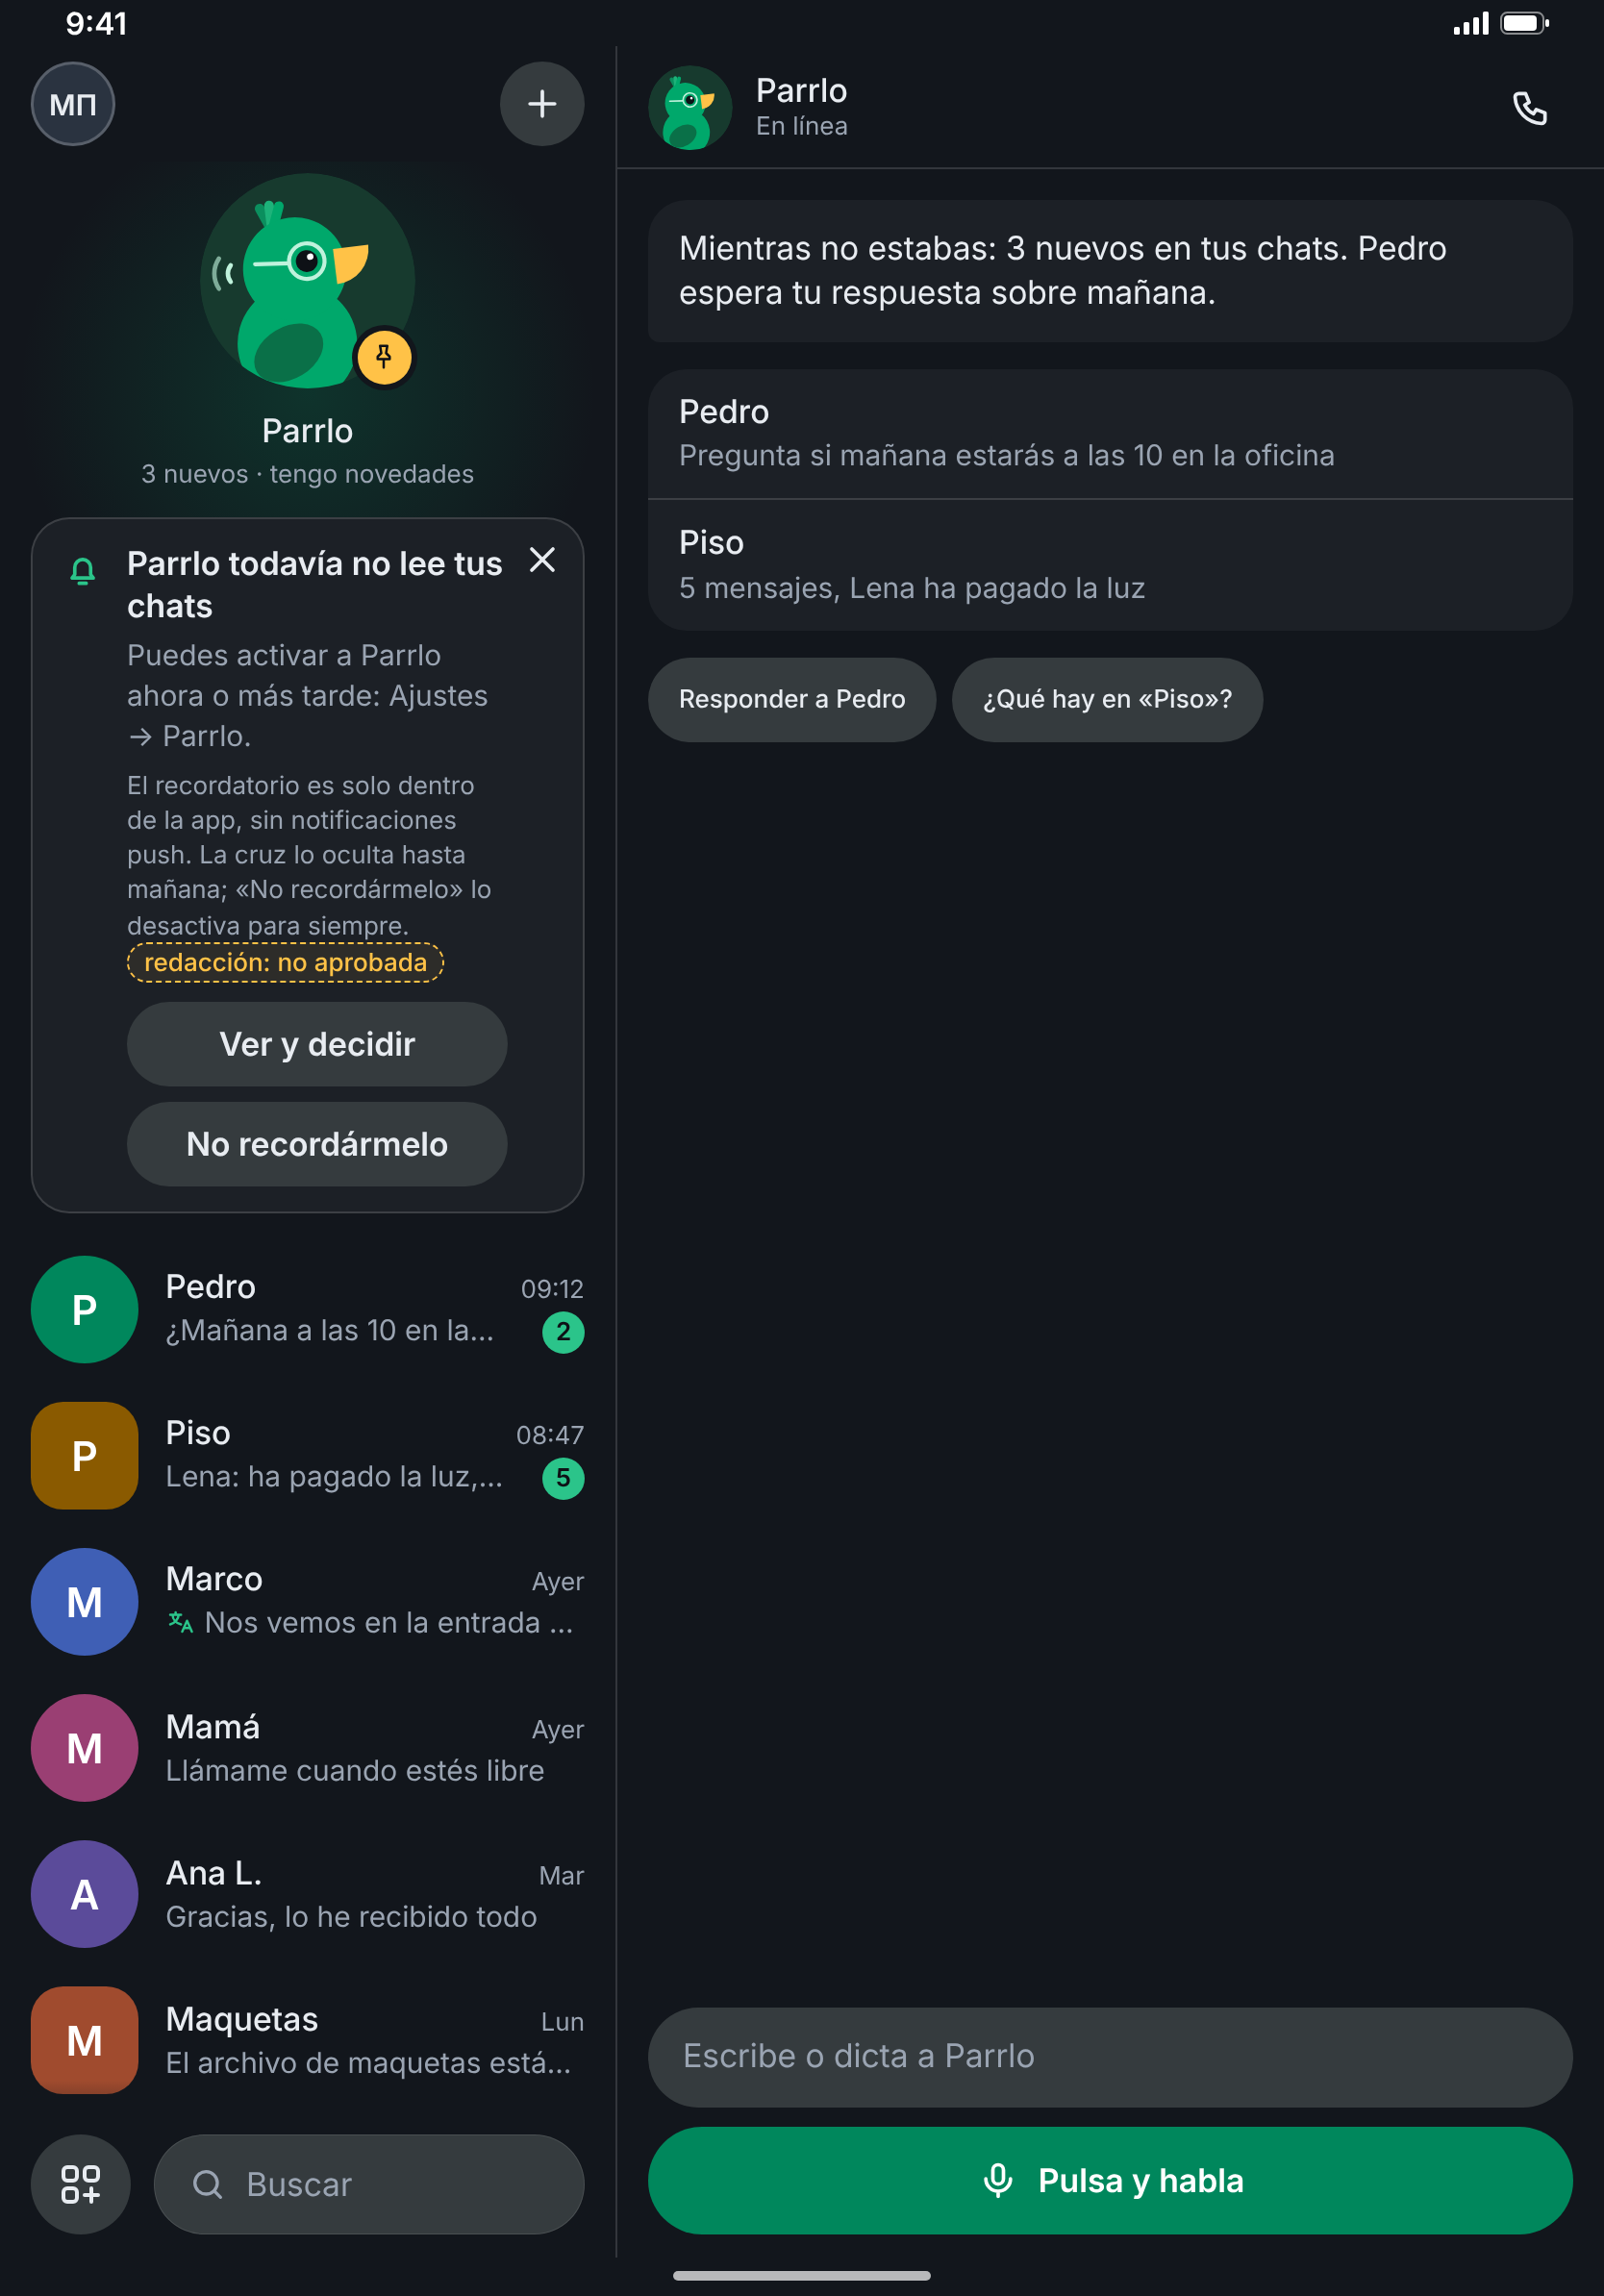 9:41
МП
Parrlo
3 nuevos · tengo novedades
Parrlo todavía no lee tus
chats
Puedes activar a Parrlo
ahora o más tarde: Ajustes
→ Parrlo.
El recordatorio es solo dentro
de la app, sin notificaciones
push. La cruz lo oculta hasta
mañana; «No recordármelo» lo
desactiva para siempre.
redacción: no aprobada
Ver y decidir
No recordármelo
P
Pedro
09:12
¿Mañana a las 10 en la...
2
P
Piso
08:47
Lena: ha pagado la luz,...
5
M
Marco
Ayer
Nos vemos en la entrada ...
M
Mamá
Ayer
Llámame cuando estés libre
A
Ana L.
Mar
Gracias, lo he recibido todo
M
Maquetas
Lun
El archivo de maquetas está...
Buscar
Parrlo
En línea
Mientras no estabas: 3 nuevos en tus chats. Pedro
espera tu respuesta sobre mañana.
Pedro
Pregunta si mañana estarás a las 10 en la oficina
Piso
5 mensajes, Lena ha pagado la luz
Responder a Pedro
¿Qué hay en «Piso»?
Escribe o dicta a Parrlo
Pulsa y habla